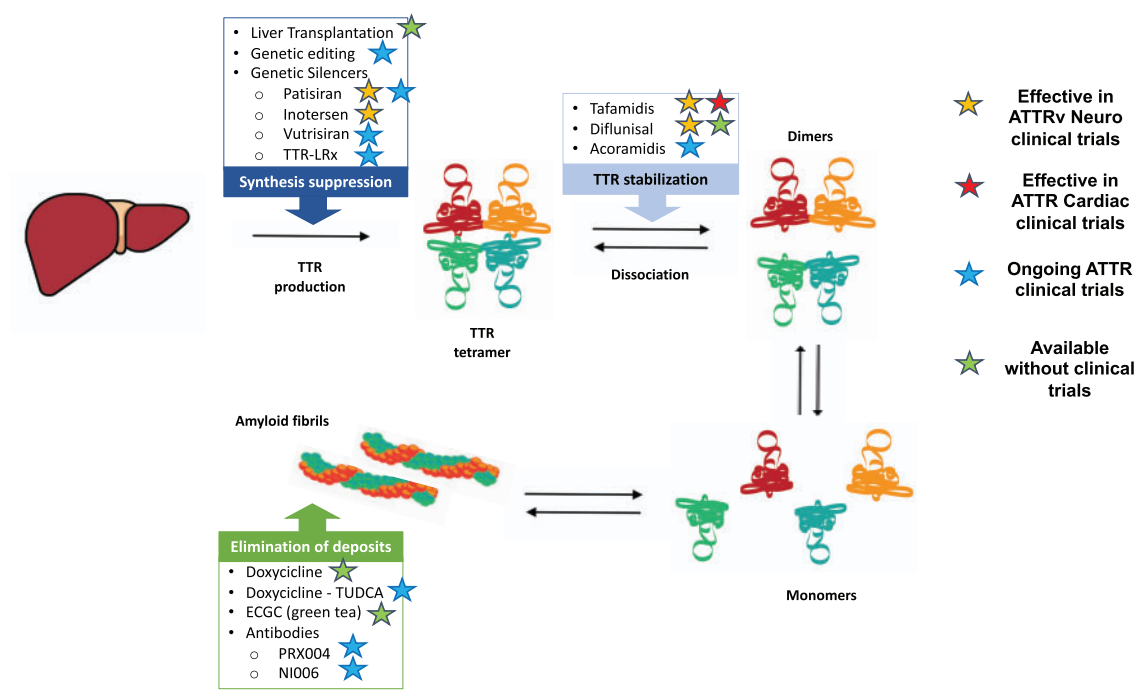 • Liver Transplantation
• Genetic editing
• Genetic Silencers
o Patisiran
o Inotersen
o Vutrisiran
o TTR-LRx
Synthesis suppression
TTR
production
TTR
tetramer
• Tafamidis
• Diflunisal
• Acoramidis
TTR stabilization
Dissociation
Dimers
Monomers
Amyloid fibrils
Elimination of deposits
• Doxycicline
• Doxycicline - TUDCA
• ECGC (green tea)
• Antibodies
o PRX004
o NI006
Effective in
ATTRv Neuro
clinical trials
Effective in
ATTR Cardiac
clinical trials
Ongoing ATTR
clinical trials
Available
without clinical
trials